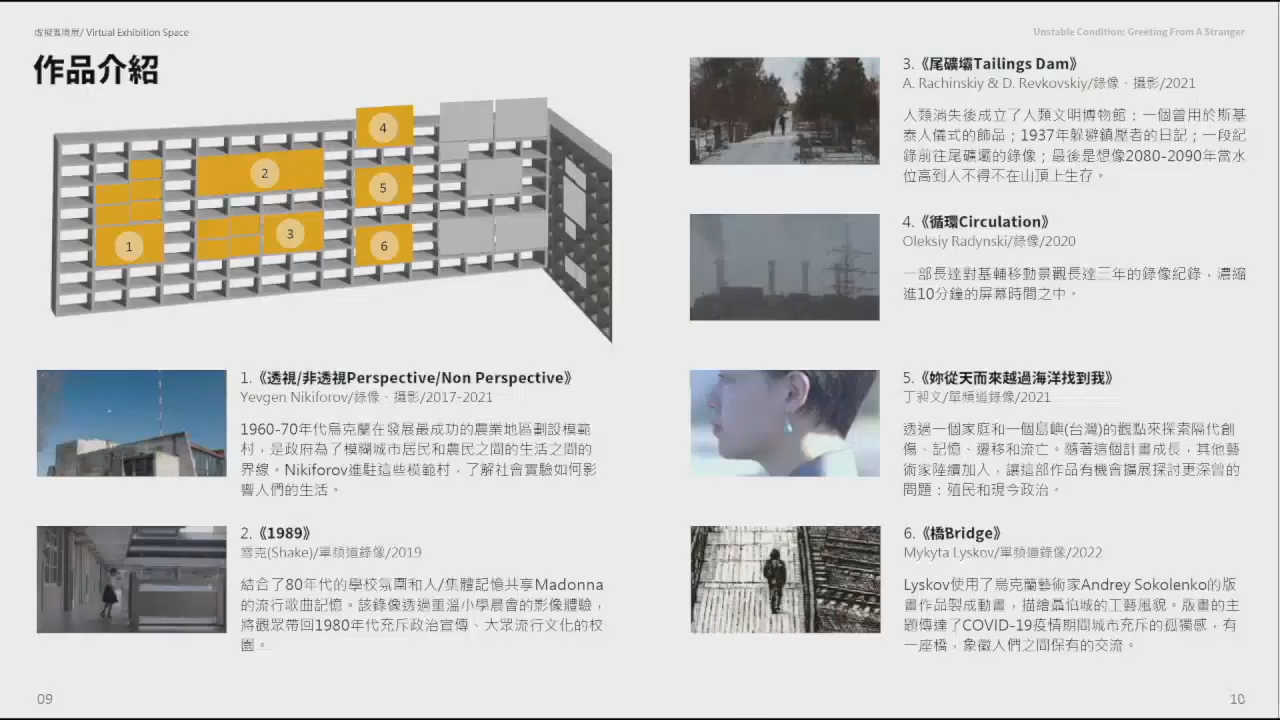 虛擬實境展/ Virtual Exhibition Space
Unstable Condition: Greeting From A Stranger
作品介紹
4
2
5
3
1
6
1.《透視/非透視Perspective/Non Perspective》
Yevgen Nikiforov/錄像、攝影/2017-2021
1960-70年代烏克蘭在發展最成功的農業地區劃設模範
村，是政府為了模糊城市居民和農民之間的生活之間的
界線。Nikiforov進駐這些模範村，了解社會實驗如何影
響人們的生活。
2.《1989》
雪克(Shake)/單頻道錄像/2019
結合了80年代的學校氛圍和人/集體記憶共享Madonna
的流行歌曲記憶。該錄像透過重溫小學晨會的影像體驗，
將觀眾帶回1980年代充斥政治宣傳、大眾流行文化的校
園。
3.《尾礦壩Tailings Dam》
A. Rachinskiy & D. Revkovskiy/錄像、攝影/2021
人類消失後成立了人類文明博物館：一個曾用於斯基
泰人儀式的飾品；1937年躲避鎮壓者的日記；一段紀
錄前往尾礦壩的錄像；最後是想像2080-2090年當水
位高到人不得不在山頂上生存。
4.《循環Circulation》
Oleksiy Radynski/錄像/2020
一部長達對基輔移動景觀長達三年的錄像紀錄，濃縮
進10分鐘的屏幕時間之中。
5.《妳從天而來越過海洋找到我》
丁昶文/單頻道錄像/2021
透過一個家庭和一個島嶼(台灣)的觀點來探索隔代創
傷、記憶、遷移和流亡。隨著這個計畫成長，其他藝
術家陸續加入，讓這部作品有機會擴展探討更深層的
問題：殖民和現今政治。
6.《橋Bridge》
Mykyta Lyskov/單頻道錄像/2022
Lyskov使用了烏克蘭藝術家Andrey Sokolenko的版
畫作品製成動畫，描繪聶伯城的工藝風貌。版畫的主
題傳達了COVID-19疫情期間城市充斥的孤獨感，有
一座橋，象徵人們之間保有的交流。
09
10